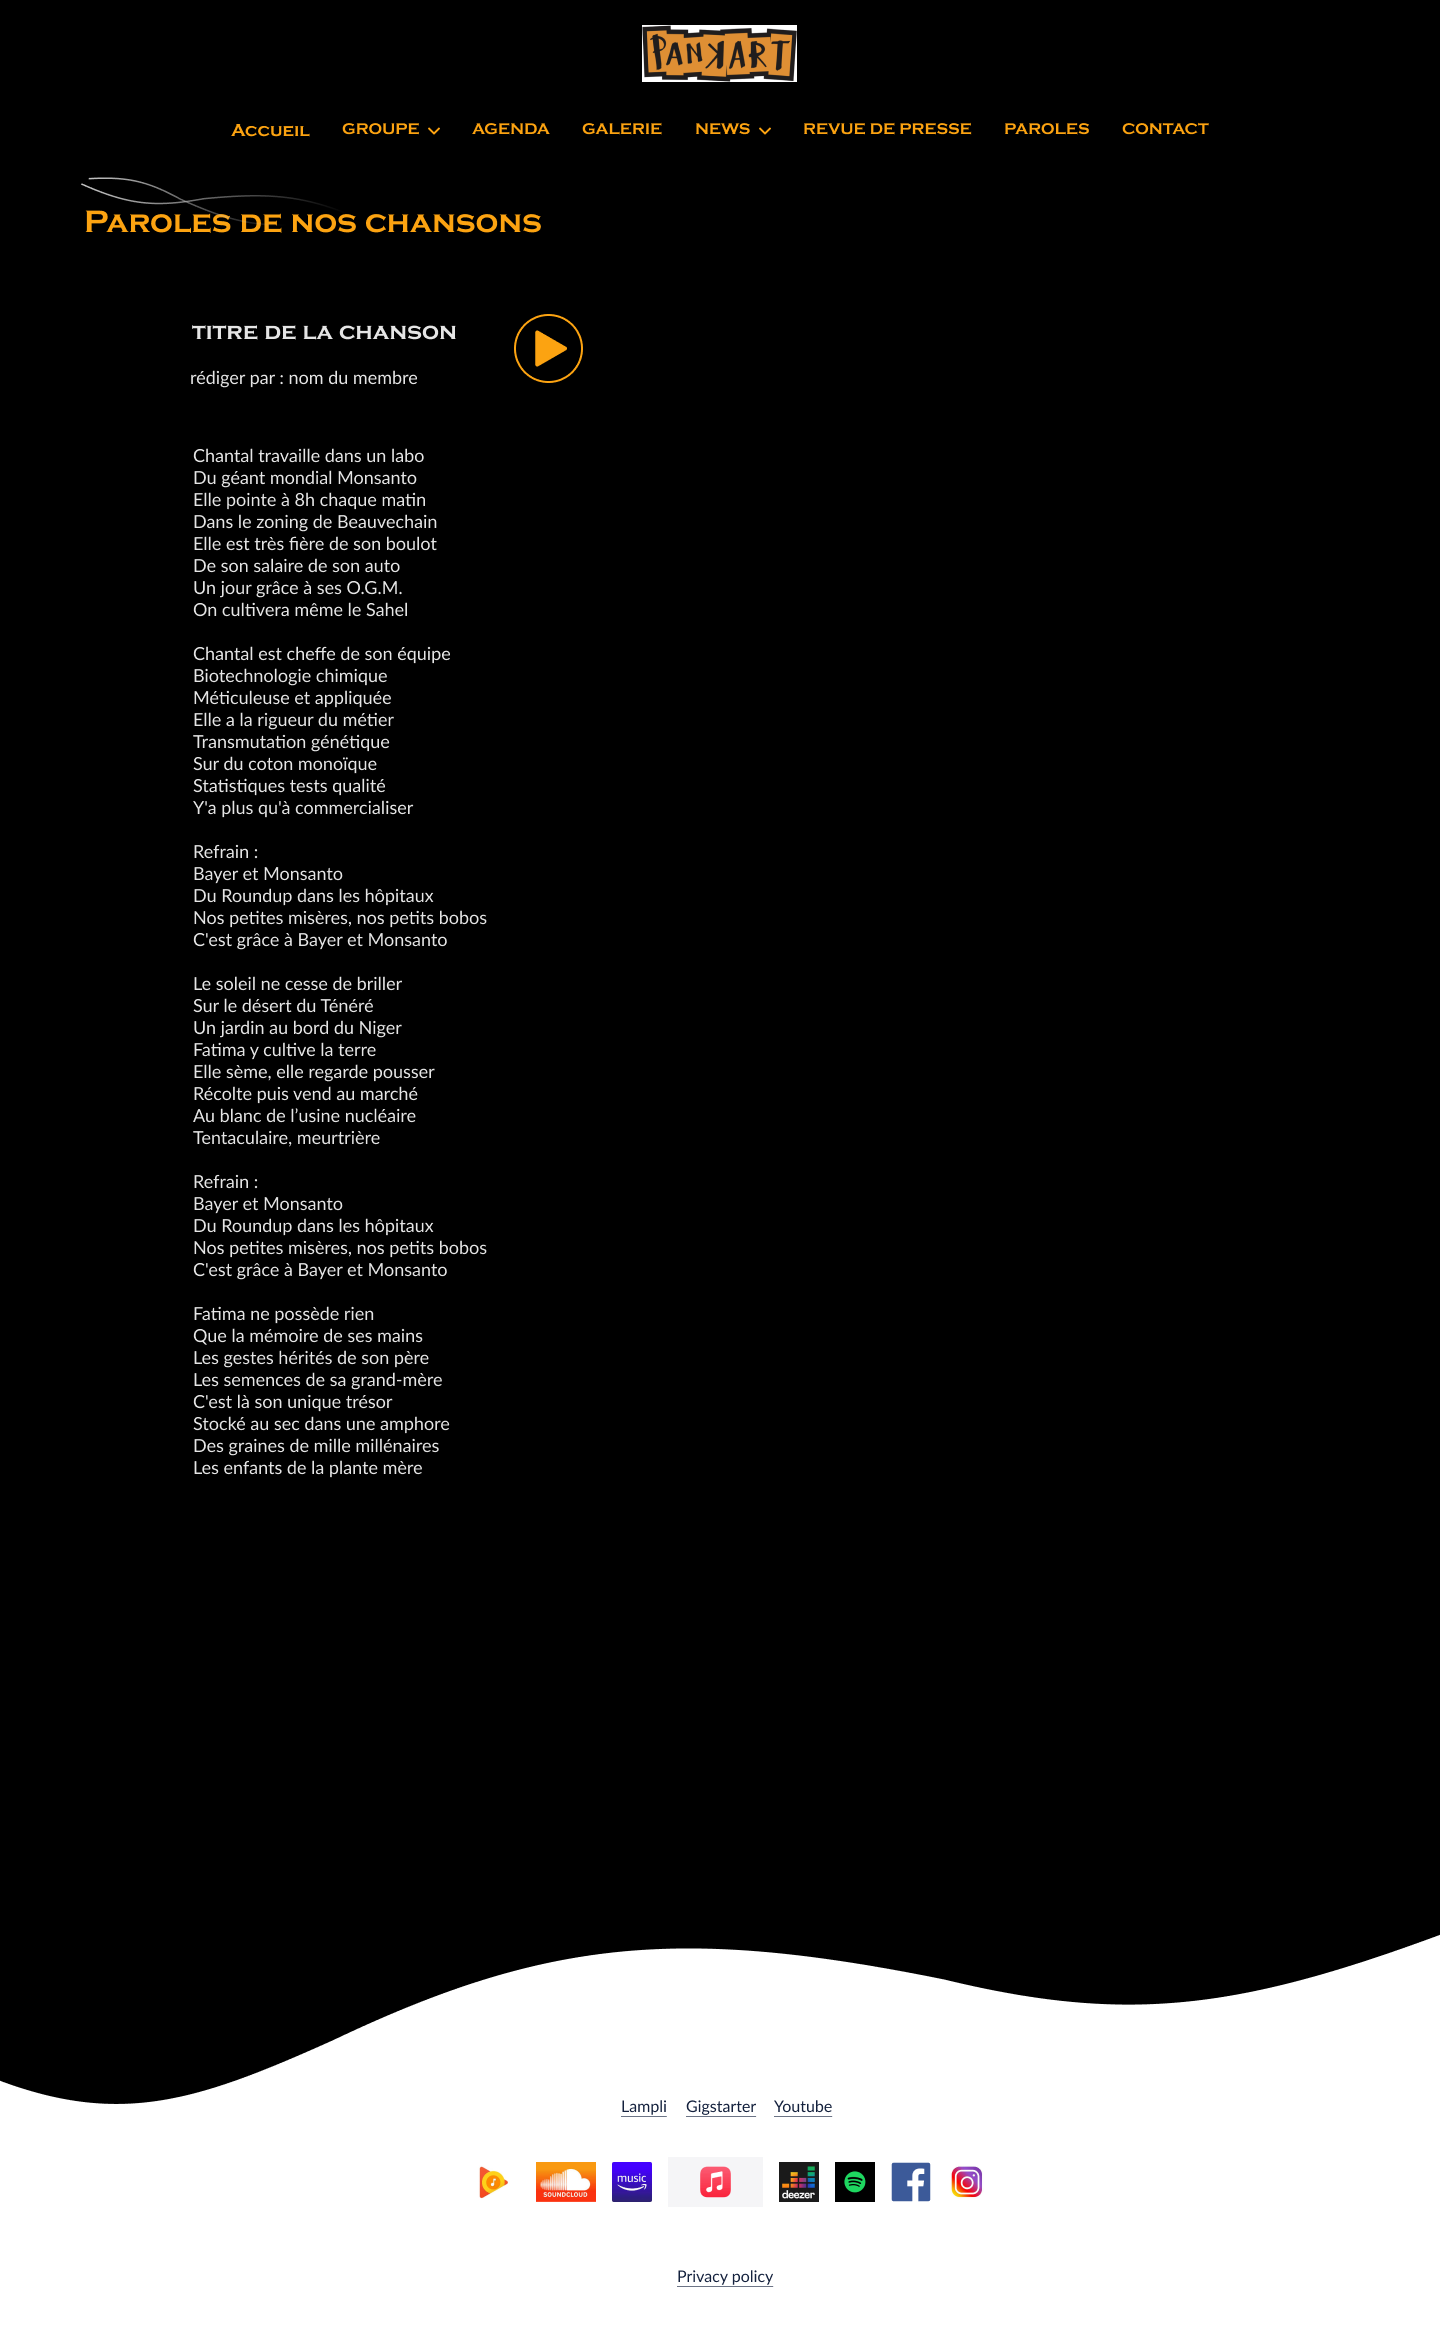 PANKART
ACCUEIL GROUPE AGENDA GALERIE NEWS REVUE DE PRESSE PAROLES CONTACT
PAROLES DE NOS CHANSONS
TITRE DE LA CHANSON
rédiger par : nom du membre
Chantal travaille dans un labo
Du géant mondial Monsanto
Elle pointe à 8h chaque matin
Dans le zoning de Beauvechain
Elle est très fière de son boulot
De son salaire de son auto
Un jour grâce à ses O.G.M.
On cultivera même le Sahel
Chantal est cheffe de son équipe
Biotechnologie chimique
Méticuleuse et appliquée
Elle a la rigueur du métier
Transmutation génétique
Sur du coton monoïque
Statistiques tests qualité
Y'a plus qu'à commercialiser
Refrain :
Bayer et Monsanto
Du Roundup dans les hôpitaux
Nos petites misères, nos petits bobos
C'est grâce à Bayer et Monsanto
Le soleil ne cesse de briller
Sur le désert du Ténéré
Un jardin au bord du Niger
Fatima y cultive la terre
Elle sème, elle regarde pousser
Récolte puis vend au marché
Au blanc de l’usine nucléaire
Tentaculaire, meurtrière
Refrain :
Bayer et Monsanto
Du Roundup dans les hôpitaux
Nos petites misères, nos petits bobos
C'est grâce à Bayer et Monsanto
Fatima ne possède rien
Que la mémoire de ses mains
Les gestes hérités de son père
Les semences de sa grand-mère
C'est là son unique trésor
Stocké au sec dans une amphore
Des graines de mille millénaires
Les enfants de la plante mère
Lampli Gigstarter Youtube
SOUNDCLOUD music deezer
Privacy policy